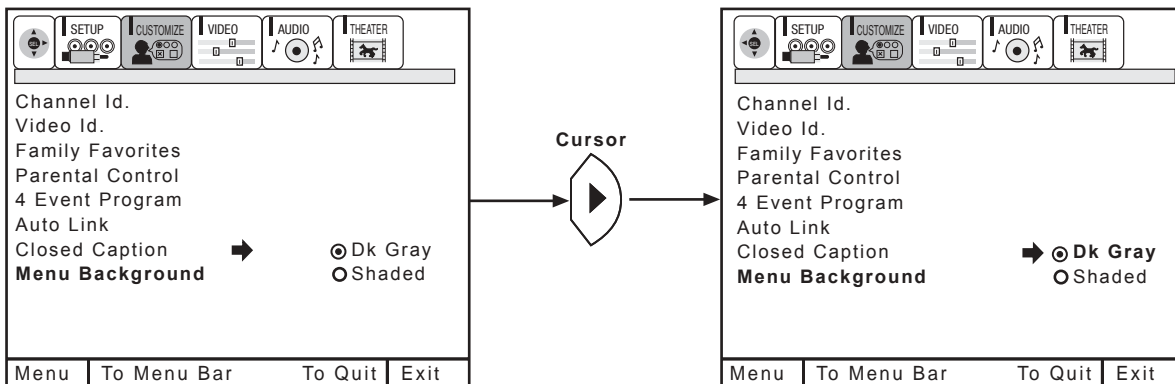 SEL SETUP CUSTOMIZE VIDEO AUDIO THEATER
Channel Id.
Video Id.
Family Favorites
Parental Control
4 Event Program
Auto Link
Closed Caption Dk Gray
Menu Background Shaded
Menu To Menu Bar To Quit Exit
Cursor
SEL SETUP CUSTOMIZE VIDEO AUDIO THEATER
Channel Id.
Video Id.
Family Favorites
Parental Control
4 Event Program
Auto Link
Closed Caption Dk Gray
Menu Background Shaded
Menu To Menu Bar To Quit Exit